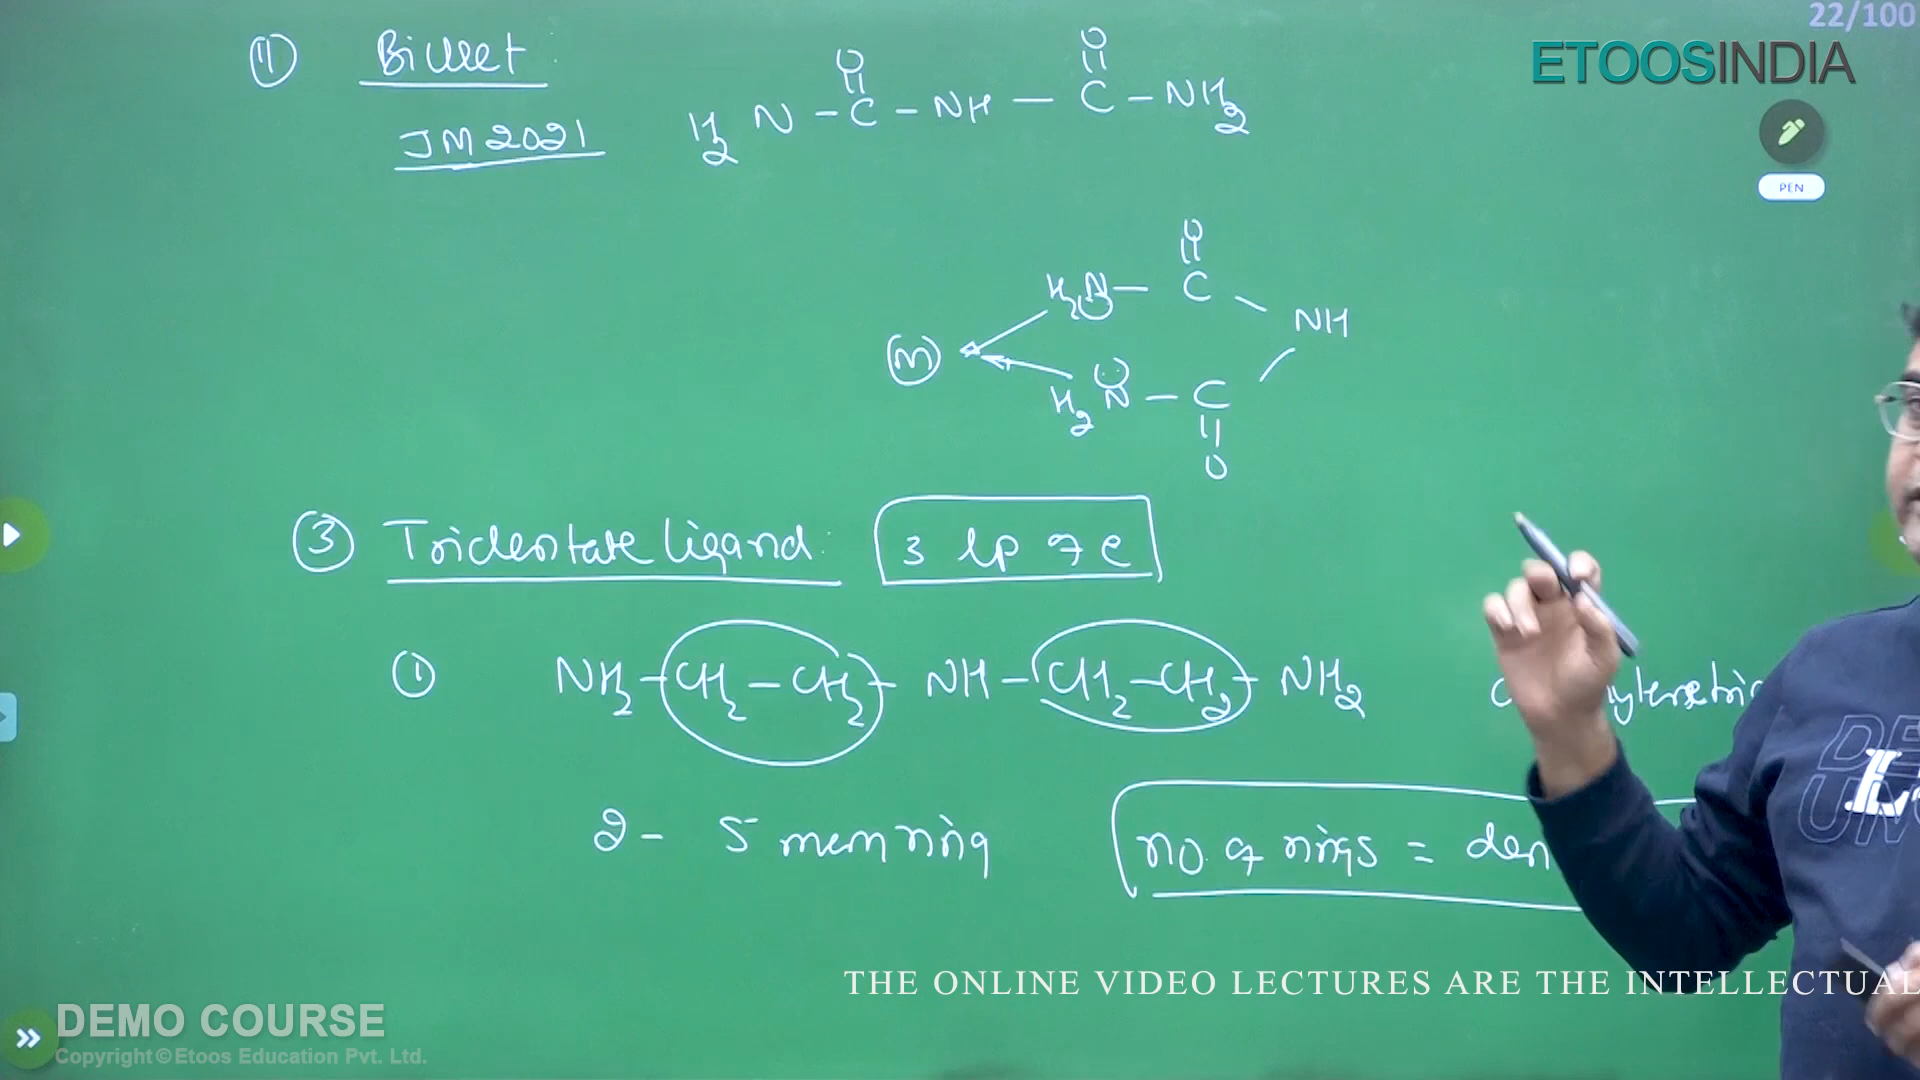 22/100
ETOOSINDIA
PEN
(11) Biuret :
JM 2021
H2N - C - NH - C - NH2
O O
O
H2N - C
NH
M
H2N - C
O
(3) Tridentate ligand : 3 lp of e
(1) NH2 - CH2 - CH2 - NH - CH2 - CH2 - NH2
2 - 5 mem ring
no. of rings = den
THE ONLINE VIDEO LECTURES ARE THE INTELLECTUAL
DEMO COURSE
Copyright © Etoos Education Pvt. Ltd.